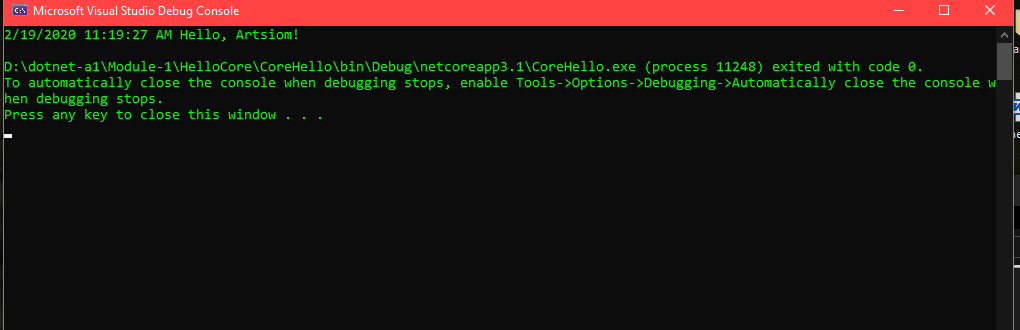 Microsoft Visual Studio Debug Console
2/19/2020 11:19:27 AM Hello, Artsiom!
D:\dotnet-a1\Module-1\HelloCore\CoreHello\bin\Debug\netcoreapp3.1\CoreHello.exe (process 11248) exited with code 0.
To automatically close the console when debugging stops, enable Tools->Options->Debugging->Automatically close the console w
hen debugging stops.
Press any key to close this window . . .